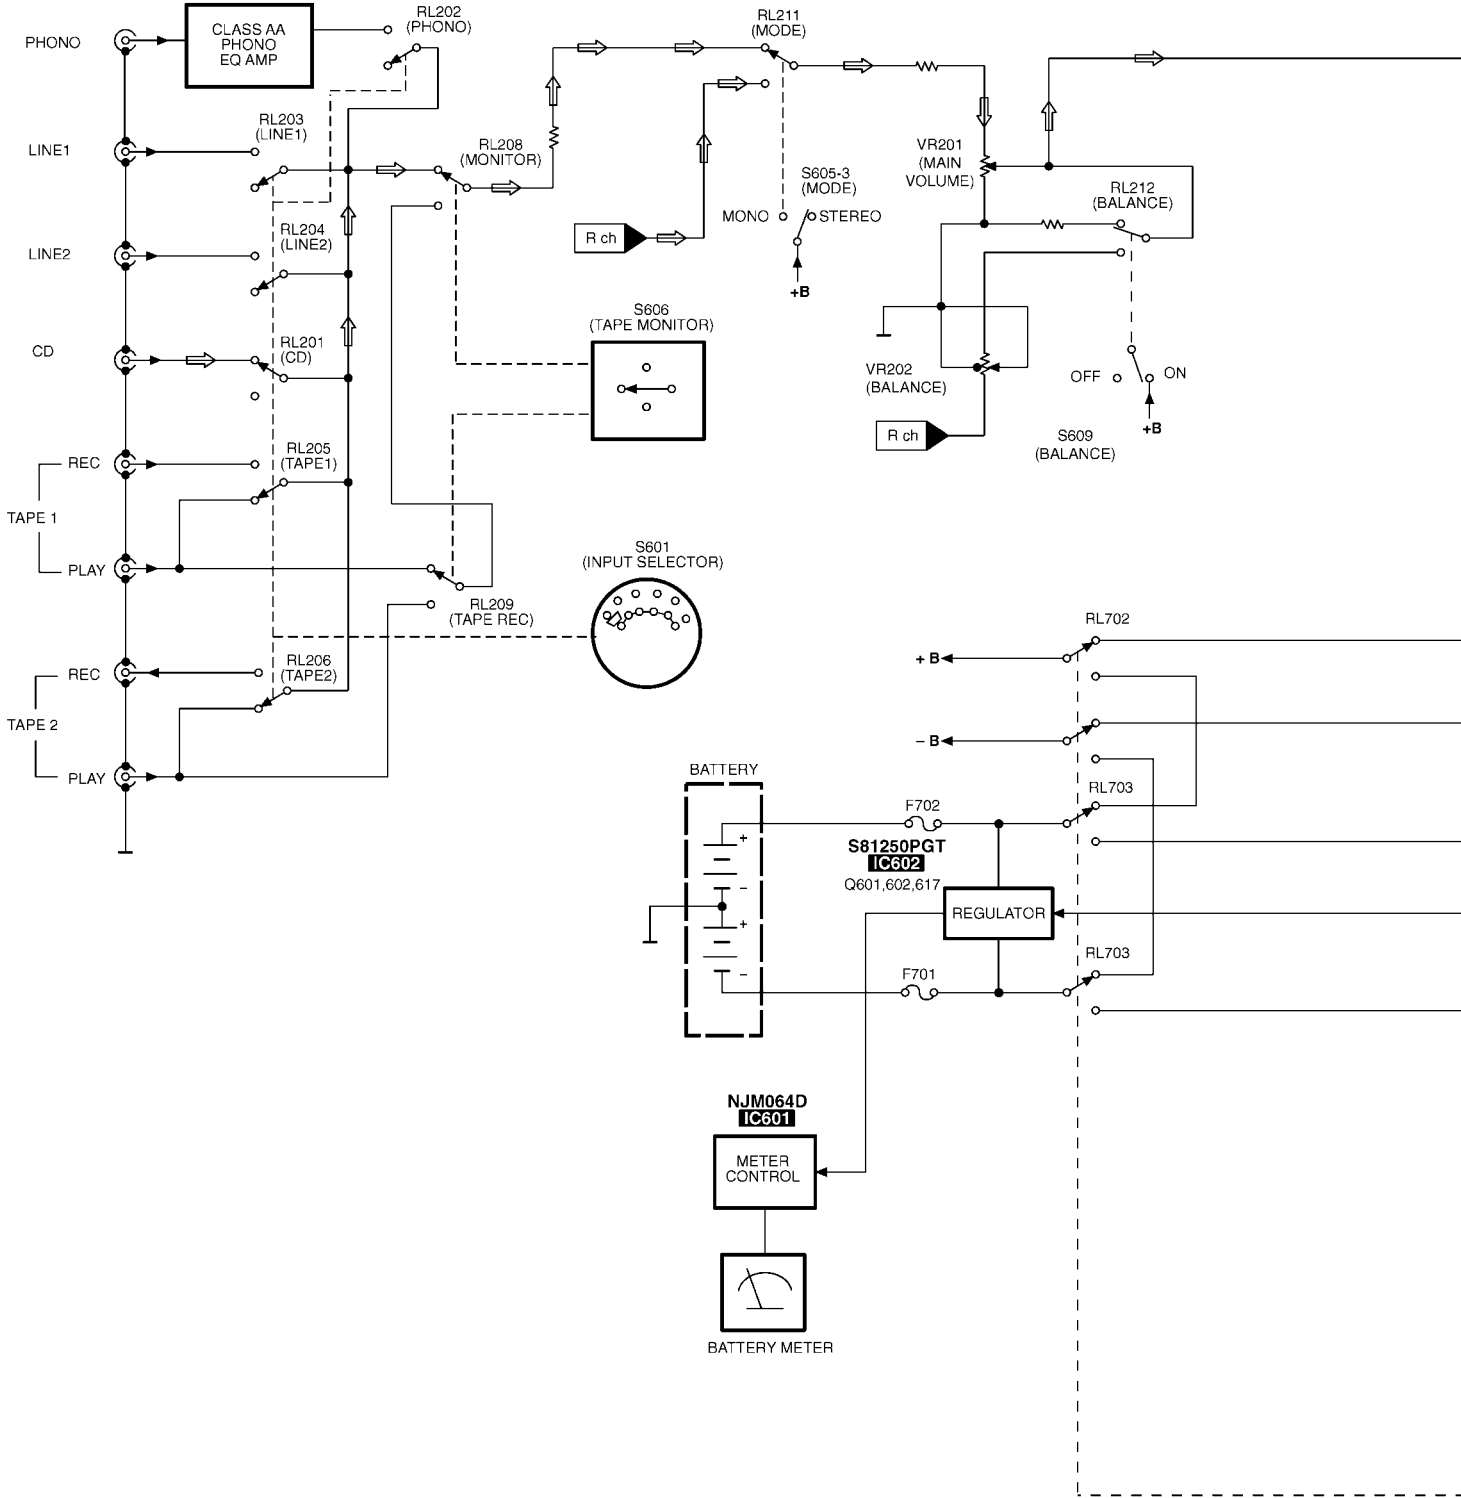 PHONO
CLASS AA
PHONO
EQ AMP
RL202
(PHONO)
RL211
(MODE)
LINE1
RL203
(LINE1)
RL208
(MONITOR)
VR201
(MAIN
VOLUME)
S605-3
(MODE)
MONO
STEREO
RL212
(BALANCE)
R ch
+B
LINE2
RL204
(LINE2)
S606
(TAPE MONITOR)
CD
RL201
(CD)
VR202
(BALANCE)
OFF
ON
R ch
S609
(BALANCE)
+B
REC
RL205
(TAPE1)
TAPE 1
PLAY
S601
(INPUT SELECTOR)
RL209
(TAPE REC)
REC
RL206
(TAPE2)
TAPE 2
PLAY
RL702
+ B
– B
BATTERY
F702
RL703
S81250PGT
IC602
Q601,602,617
+
–
REGULATOR
+
–
F701
RL703
NJM064D
IC601
METER
CONTROL
BATTERY METER